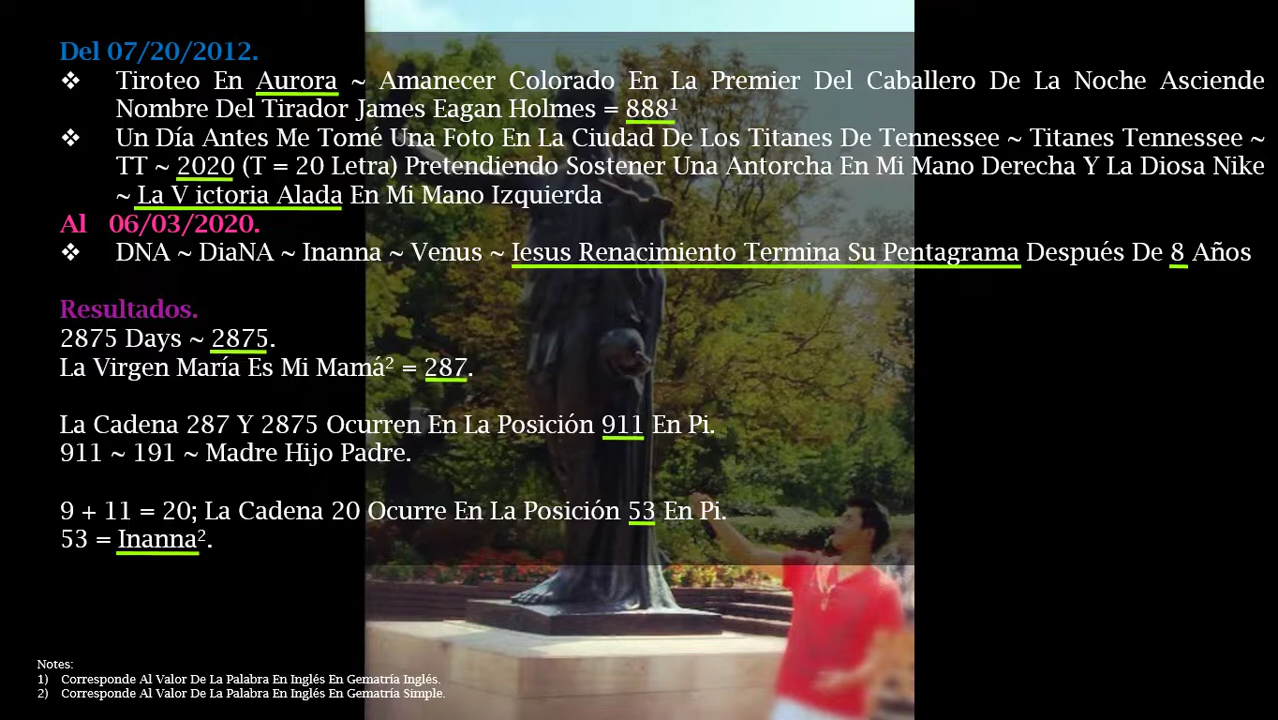 Del 07/20/2012.
❖ Tiroteo En Aurora ~ Amanecer Colorado En La Premier Del Caballero De La Noche Asciende
Nombre Del Tirador James Eagan Holmes = 888¹
❖ Un Día Antes Me Tomé Una Foto En La Ciudad De Los Titanes De Tennessee ~ Titanes Tennessee ~
TT ~ 2020 (T = 20 Letra) Pretendiendo Sostener Una Antorcha En Mi Mano Derecha Y La Diosa Nike
~ La V ictoria Alada En Mi Mano Izquierda
Al 06/03/2020.
❖ DNA ~ DiaNA ~ Inanna ~ Venus ~ Iesus Renacimiento Termina Su Pentagrama Después De 8 Años
Resultados.
2875 Days ~ 2875.
La Virgen María Es Mi Mamá² = 287.
La Cadena 287 Y 2875 Ocurren En La Posición 911 En Pi.
911 ~ 191 ~ Madre Hijo Padre.
9 + 11 = 20; La Cadena 20 Ocurre En La Posición 53 En Pi.
53 = Inanna².
Notes:
1) Corresponde Al Valor De La Palabra En Inglés En Gematría Inglés.
2) Corresponde Al Valor De La Palabra En Inglés En Gematría Simple.